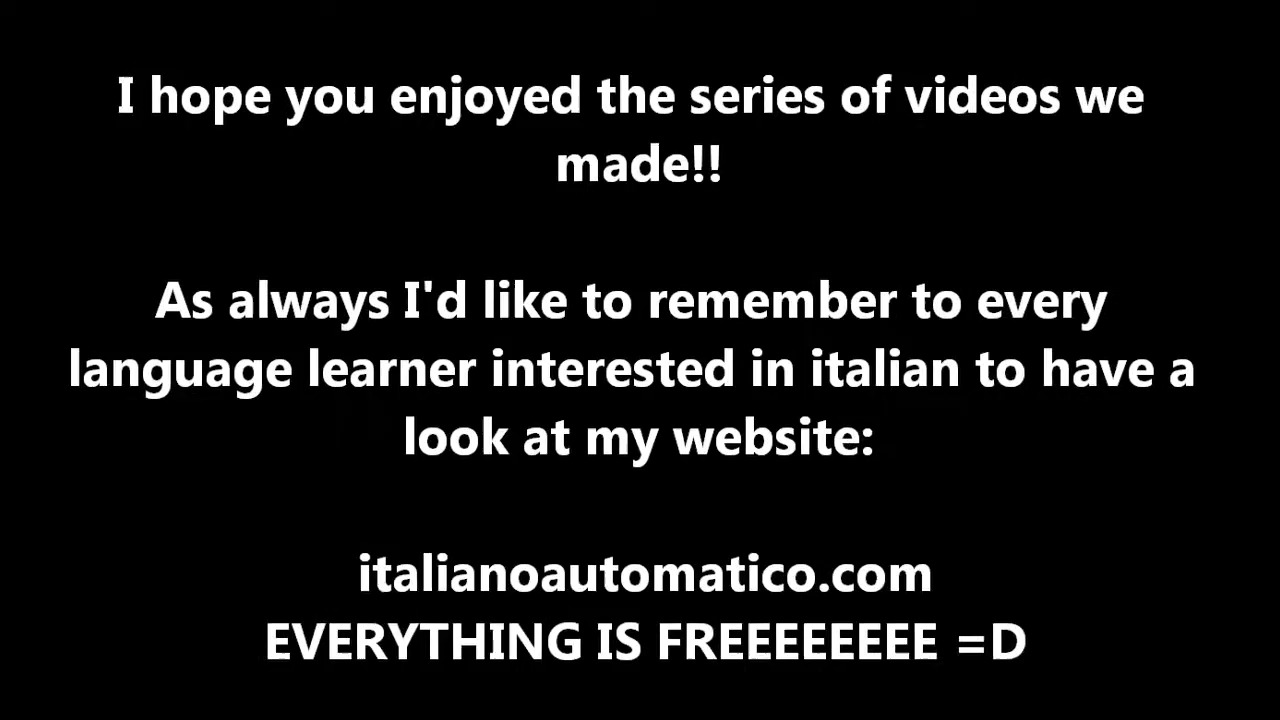 I hope you enjoyed the series of videos we
made!!
As always I'd like to remember to every
language learner interested in italian to have a
look at my website:
italianoautomatico.com
EVERYTHING IS FREEEEEEEE =D